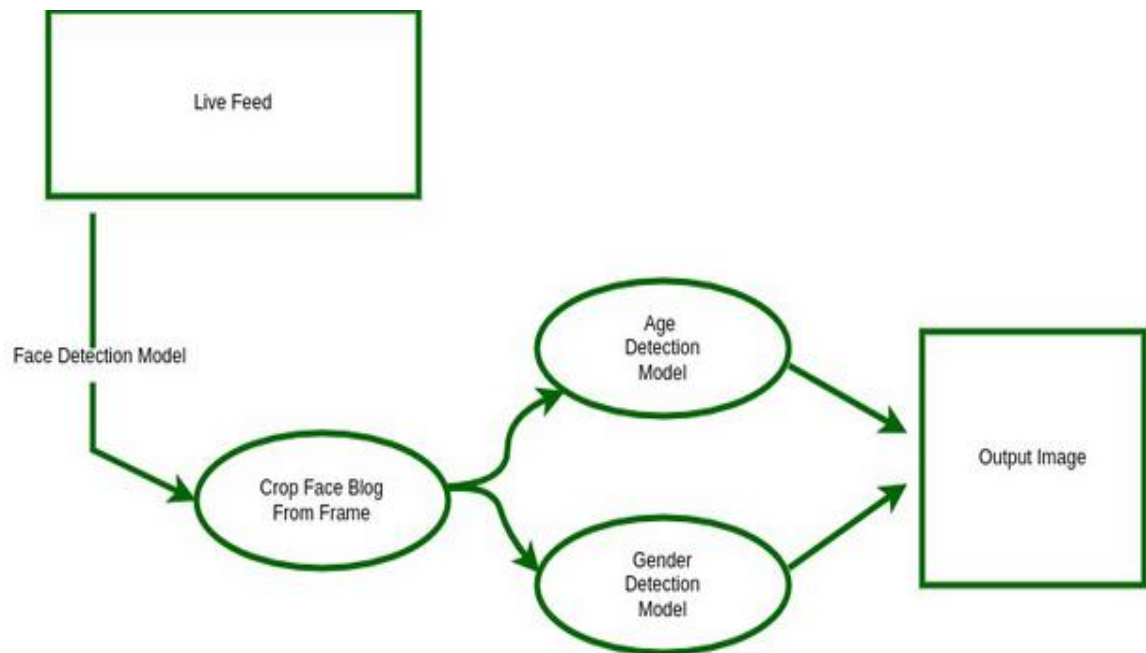 Live Feed
Face Detection Model
Crop Face Blog
From Frame
Age
Detection
Model
Gender
Detection
Model
Output Image